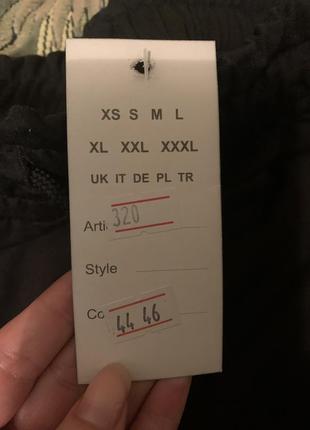 XS S M L
XL XXL XXXL
UK IT DE PL TR
Arti 320
Style
Co 44 46